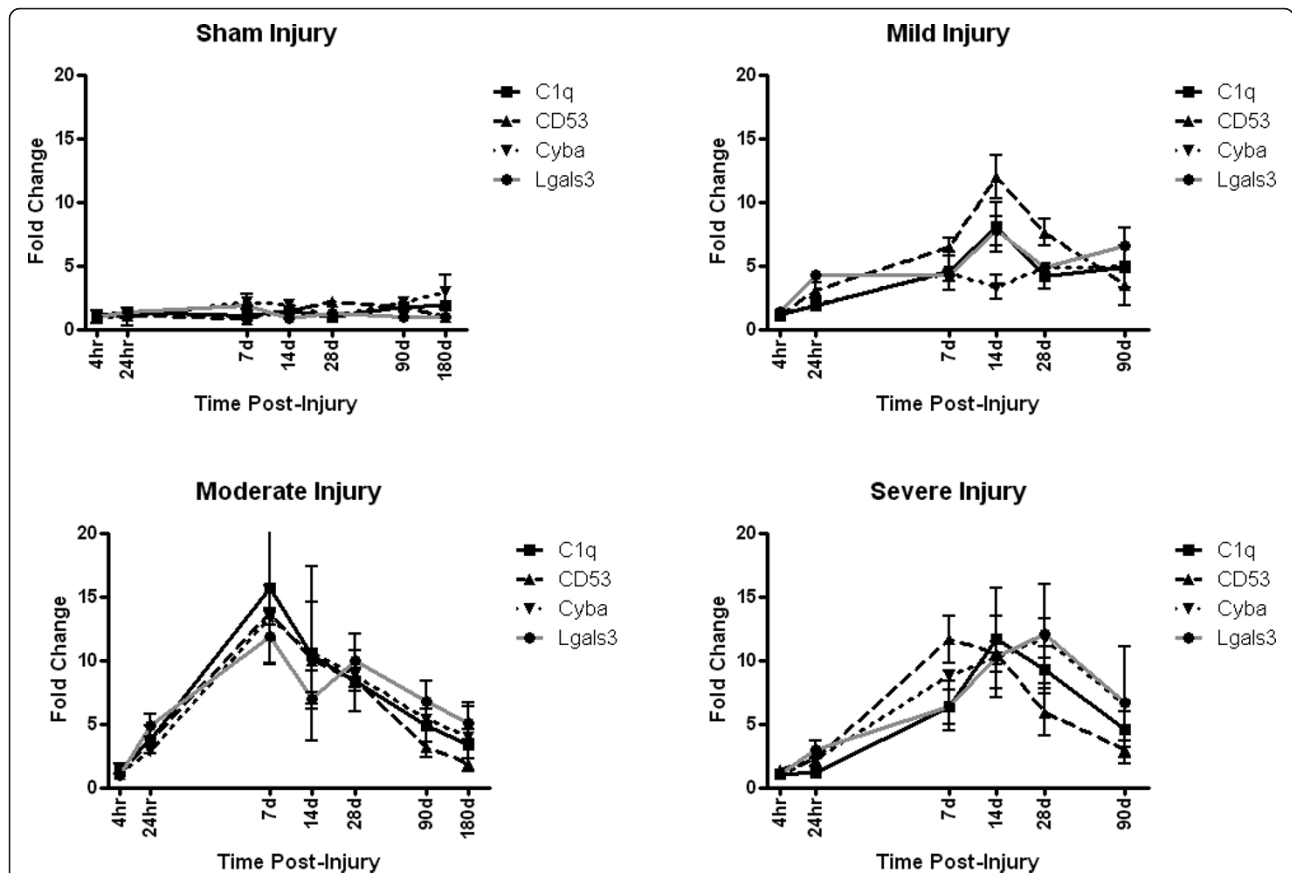 Sham Injury
20
15
10
5
0
Fold Change
4hr
24hr
7d
14d
28d
90d
180d
Time Post-Injury
C1q
CD53
Cyba
Lgals3
Mild Injury
20
15
10
5
0
Fold Change
4hr
24hr
7d
14d
28d
90d
Time Post-Injury
C1q
CD53
Cyba
Lgals3
Moderate Injury
20
15
10
5
0
Fold Change
4hr
24hr
7d
14d
28d
90d
180d
Time Post-Injury
C1q
CD53
Cyba
Lgals3
Severe Injury
20
15
10
5
0
Fold Change
4hr
24hr
7d
14d
28d
90d
Time Post-Injury
C1q
CD53
Cyba
Lgals3